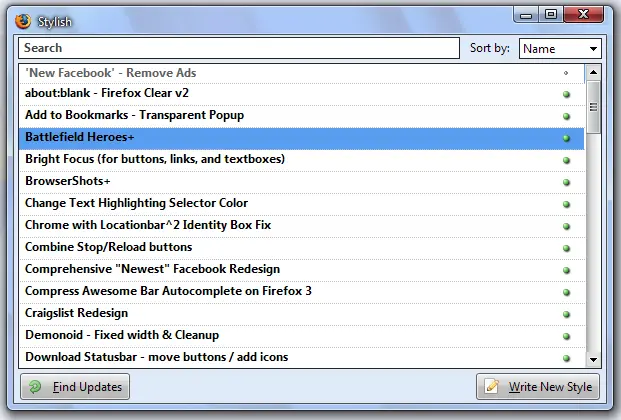 Stylish
Search
Sort by: Name
'New Facebook' - Remove Ads
about:blank - Firefox Clear v2
Add to Bookmarks - Transparent Popup
Battlefield Heroes+
Bright Focus (for buttons, links, and textboxes)
BrowserShots+
Change Text Highlighting Selector Color
Chrome with Locationbar^2 Identity Box Fix
Combine Stop/Reload buttons
Comprehensive "Newest" Facebook Redesign
Compress Awesome Bar Autocomplete on Firefox 3
Craigslist Redesign
Demonoid - Fixed width & Cleanup
Download Statusbar - move buttons / add icons
Find Updates
Write New Style